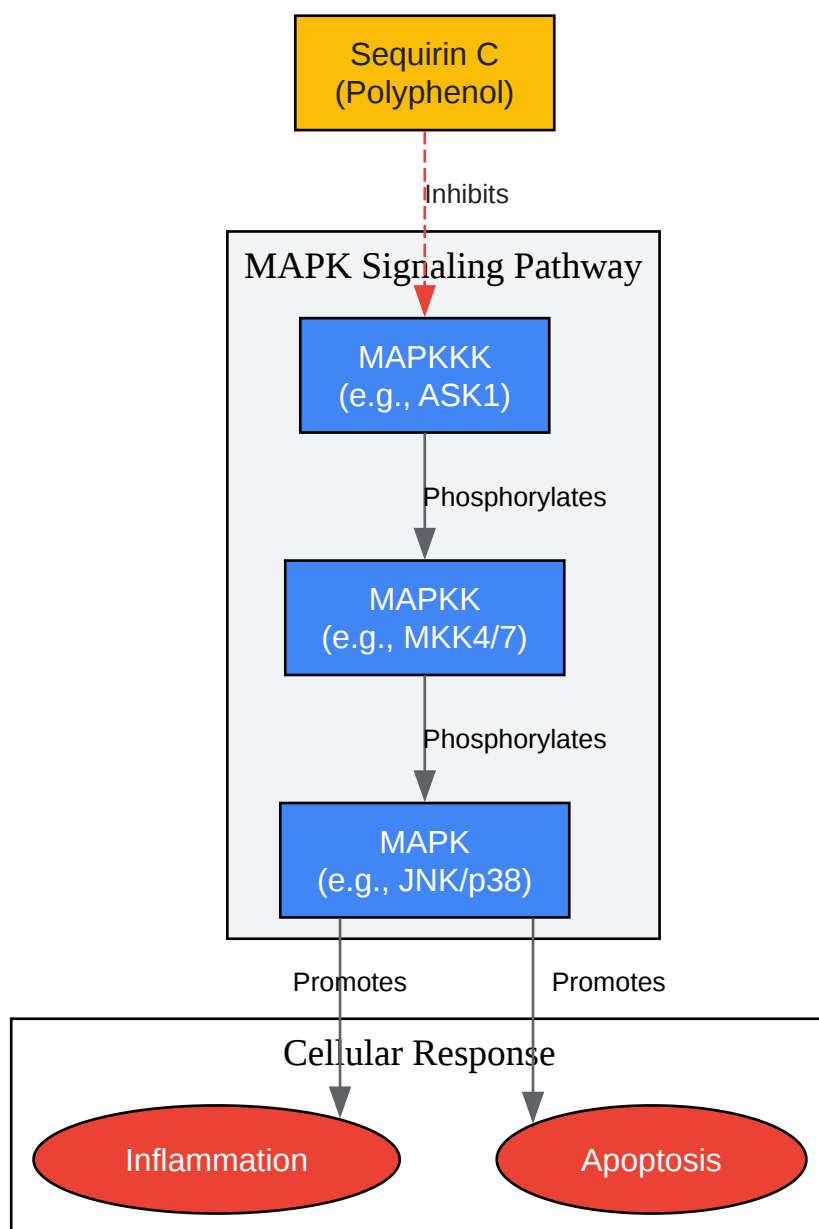 Sequirin C
(Polyphenol)
Inhibits
MAPK Signaling Pathway
MAPKKK
(e.g., ASK1)
Phosphorylates
MAPKK
(e.g., MKK4/7)
Phosphorylates
MAPK
(e.g., JNK/p38)
Promotes
Promotes
Cellular Response
Inflammation
Apoptosis